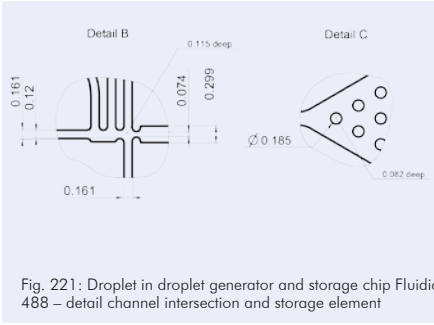 Detail B
Detail C
0.115 deep
0.161
0.12
0.074
0.299
Ø 0.185
0.082 deep
0.161
Fig. 221: Droplet in droplet generator and storage chip Fluidic
488 – detail channel intersection and storage element